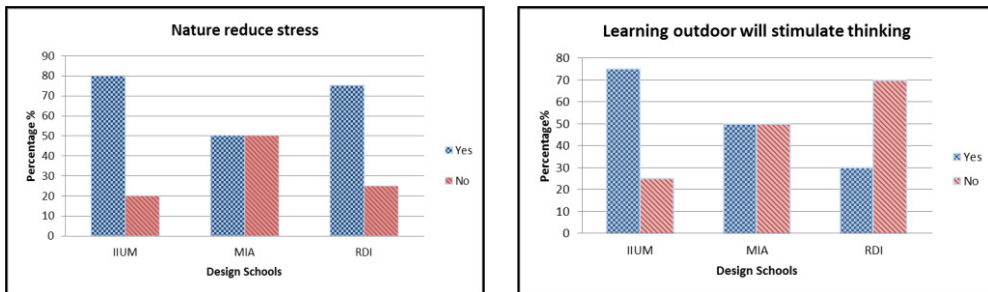 Nature reduce stress
Percentage %
90
80
70
60
50
40
30
20
10
0
IIUM MIA RDI
Design Schools
Yes
No
Learning outdoor will stimulate thinking
Percentage%
80
70
60
50
40
30
20
10
0
IIUM MIA RDI
Design Schools
Yes
No